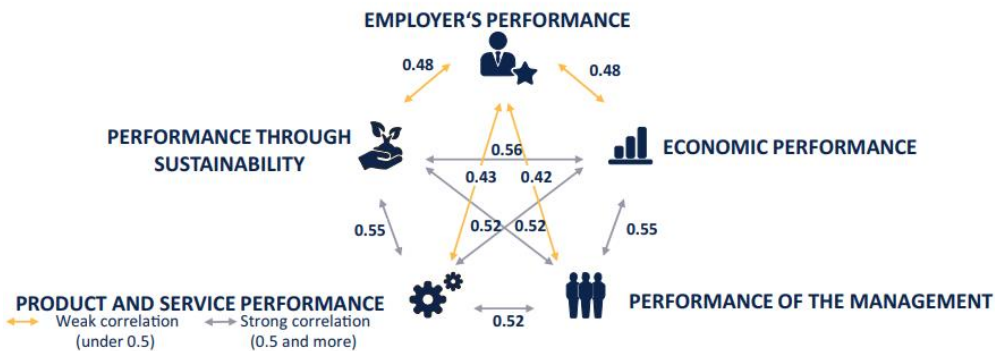 EMPLOYER‘S PERFORMANCE
0.48
0.48
PERFORMANCE THROUGH
SUSTAINABILITY
ECONOMIC PERFORMANCE
0.56
0.43
0.42
0.55
0.52
0.52
0.55
PRODUCT AND SERVICE PERFORMANCE
PERFORMANCE OF THE MANAGEMENT
0.52
Weak correlation
(under 0.5)
Strong correlation
(0.5 and more)